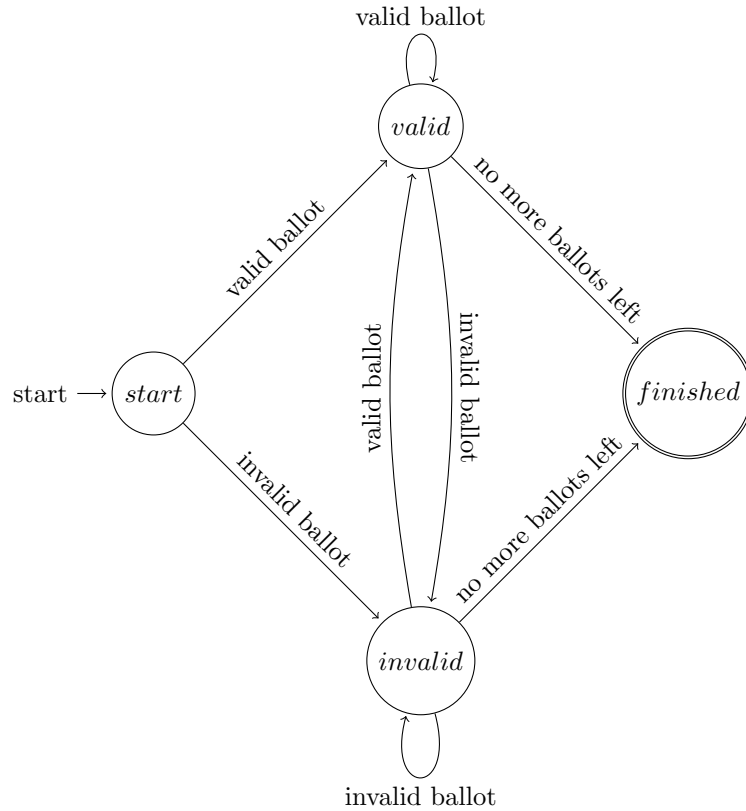 valid ballot
valid
no more ballots left
valid ballot
valid ballot
invalid ballot
start
start
finished
invalid ballot
no more ballots left
invalid
invalid ballot